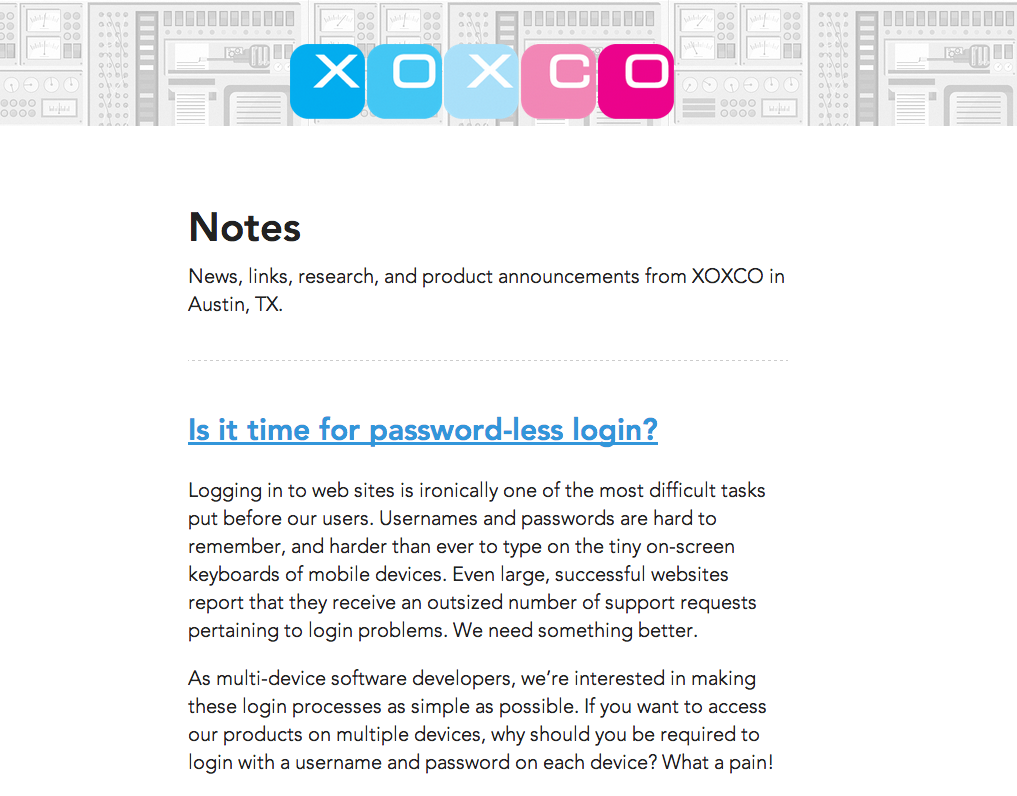 XOXCO
Notes
News, links, research, and product announcements from XOXCO in
Austin, TX.
Is it time for password-less login?
Logging in to web sites is ironically one of the most difficult tasks
put before our users. Usernames and passwords are hard to
remember, and harder than ever to type on the tiny on-screen
keyboards of mobile devices. Even large, successful websites
report that they receive an outsized number of support requests
pertaining to login problems. We need something better.
As multi-device software developers, we’re interested in making
these login processes as simple as possible. If you want to access
our products on multiple devices, why should you be required to
login with a username and password on each device? What a pain!